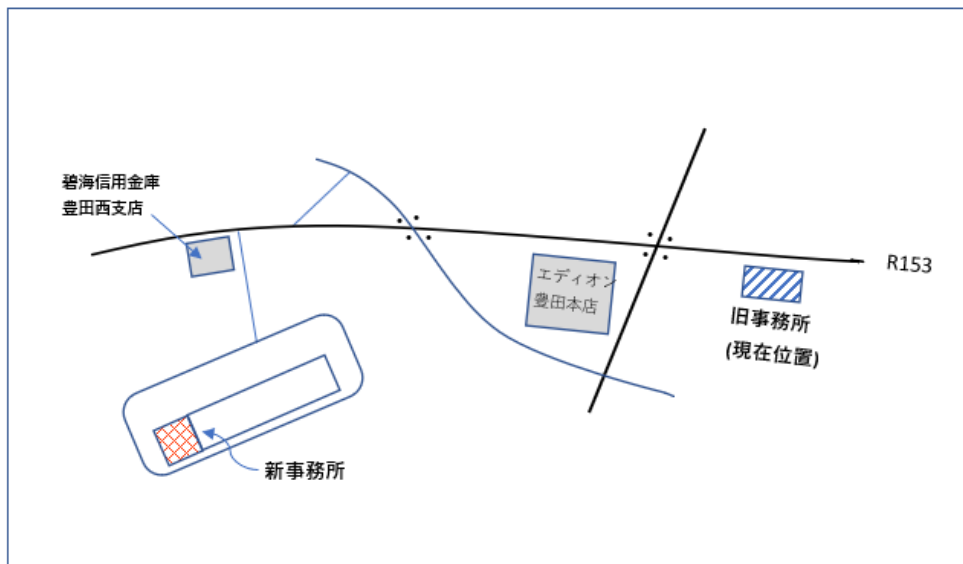 碧海信用金庫
豊田西支店
エディオン
豊田本店
R153
旧事務所
(現在位置)
新事務所